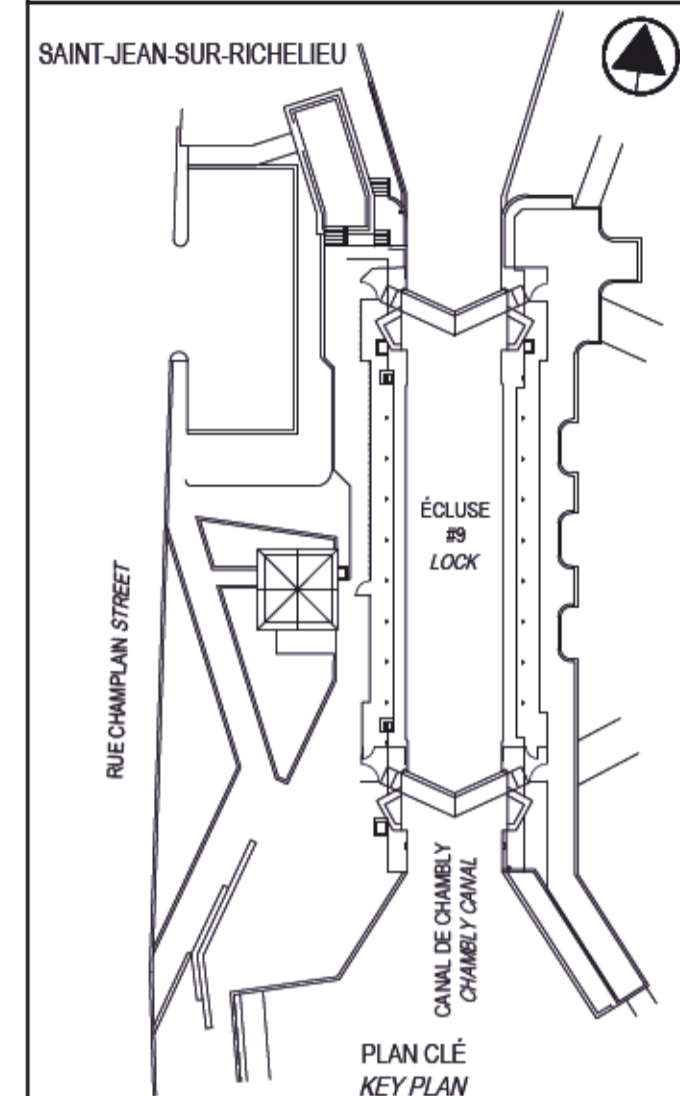 SAINT-JEAN-SUR-RICHELIEU
ÉCLUSE
#9
LOCK
RUE CHAMPLAIN STREET
CANAL DE CHAMBLY
CHAMBLY CANAL
PLAN CLÉ
KEY PLAN